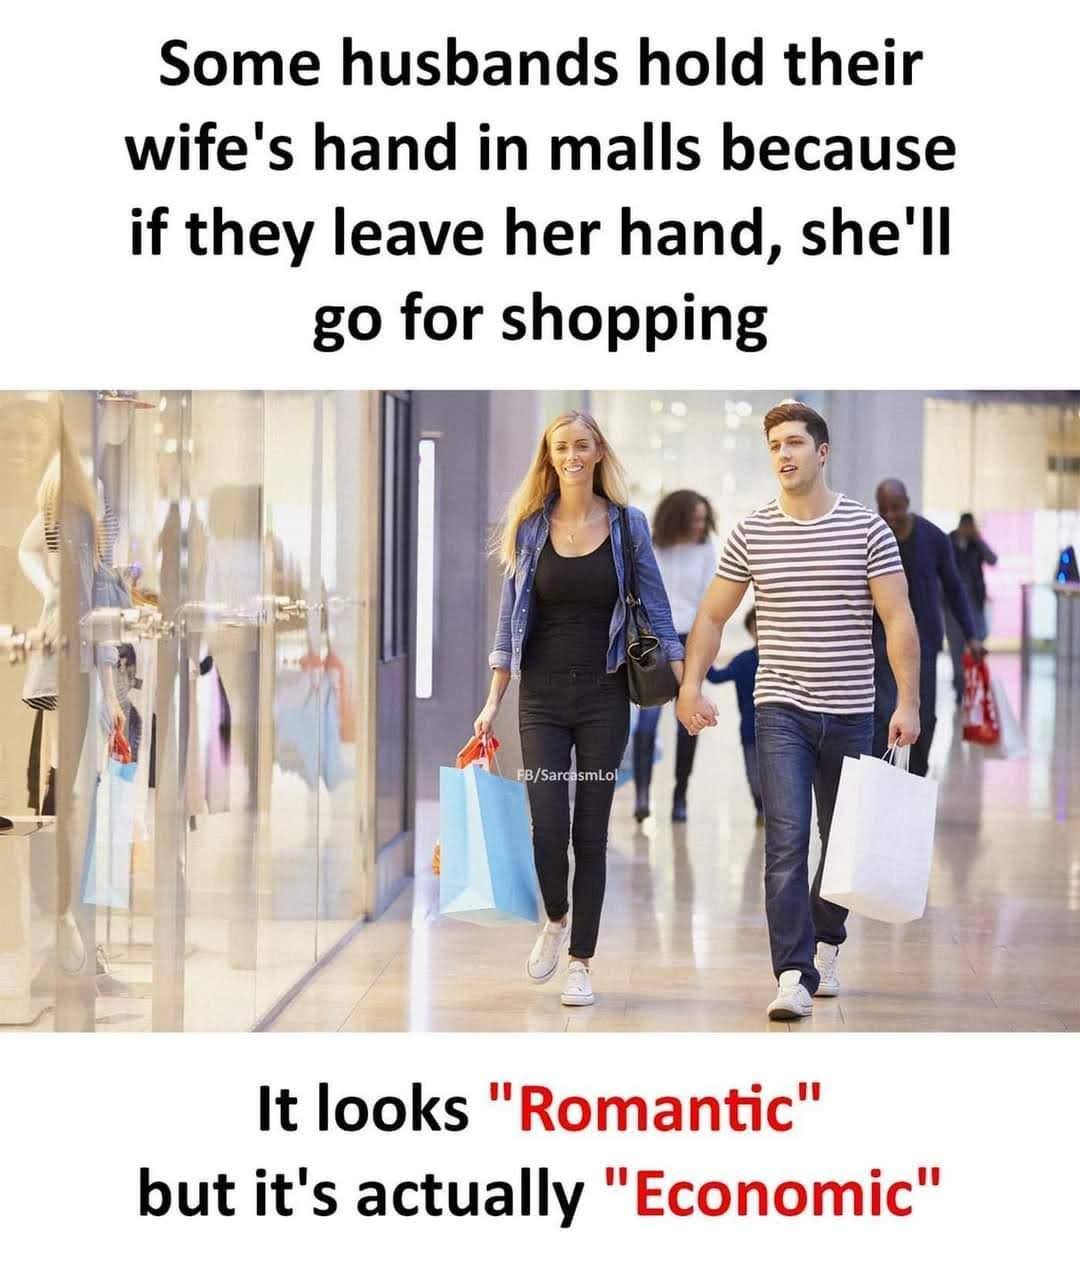 Some husbands hold their
wife's hand in malls because
if they leave her hand, she'll
go for shopping
FB/SarcasmLol
It looks "Romantic"
but it's actually "Economic"